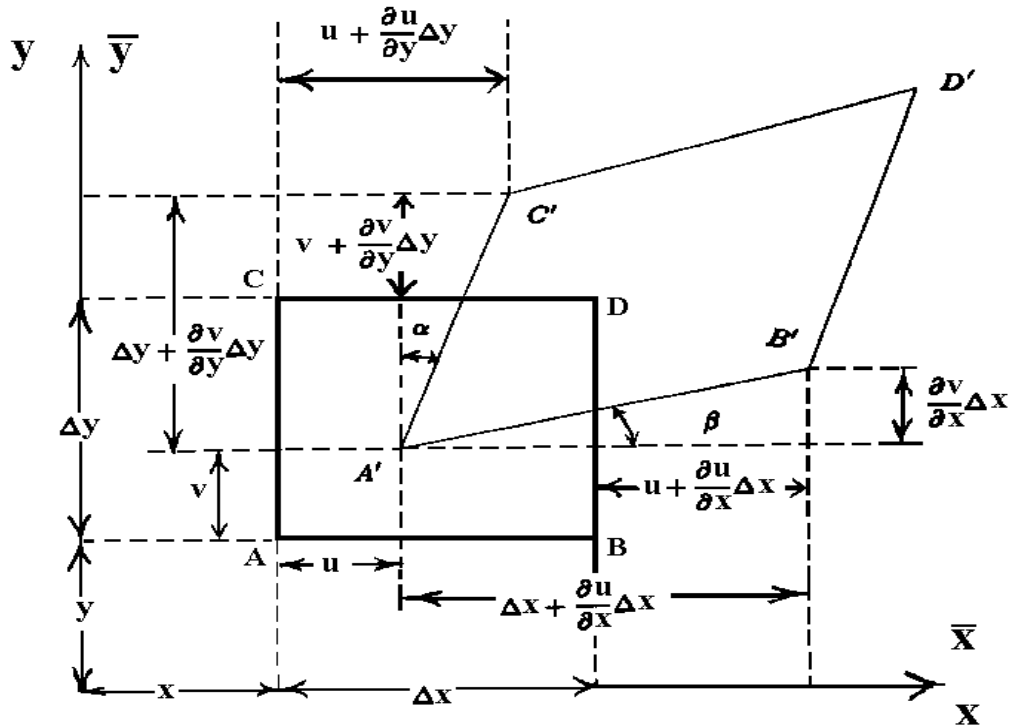 u + ∂u/∂y Δy
y
y̅
D′
C′
v + ∂v/∂y Δy
C
D
α
Δy + ∂v/∂y Δy
B′
∂v/∂x Δx
Δy
β
A′
u + ∂u/∂x Δx
v
A
B
u
Δx + ∂u/∂x Δx
y
x̅
x
Δx
x